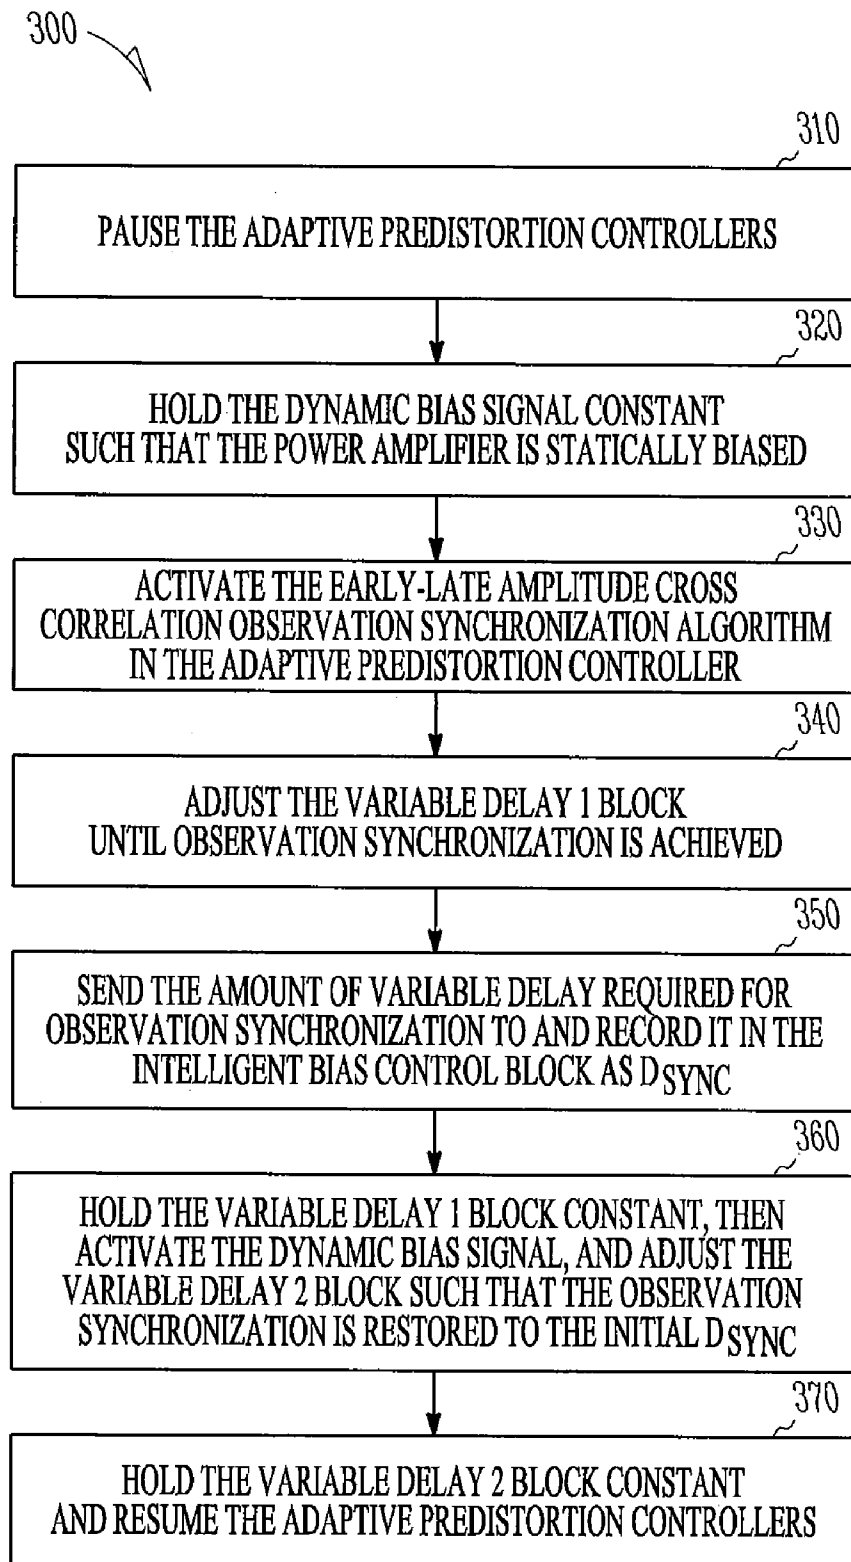 300
310
PAUSE THE ADAPTIVE PREDISTORTION CONTROLLERS
320
HOLD THE DYNAMIC BIAS SIGNAL CONSTANT
SUCH THAT THE POWER AMPLIFIER IS STATICALLY BIASED
330
ACTIVATE THE EARLY-LATE AMPLITUDE CROSS
CORRELATION OBSERVATION SYNCHRONIZATION ALGORITHM
IN THE ADAPTIVE PREDISTORTION CONTROLLER
340
ADJUST THE VARIABLE DELAY 1 BLOCK
UNTIL OBSERVATION SYNCHRONIZATION IS ACHIEVED
350
SEND THE AMOUNT OF VARIABLE DELAY REQUIRED FOR
OBSERVATION SYNCHRONIZATION TO AND RECORD IT IN THE
INTELLIGENT BIAS CONTROL BLOCK AS DSYNC
360
HOLD THE VARIABLE DELAY 1 BLOCK CONSTANT, THEN
ACTIVATE THE DYNAMIC BIAS SIGNAL, AND ADJUST THE
VARIABLE DELAY 2 BLOCK SUCH THAT THE OBSERVATION
SYNCHRONIZATION IS RESTORED TO THE INITIAL DSYNC
370
HOLD THE VARIABLE DELAY 2 BLOCK CONSTANT
AND RESUME THE ADAPTIVE PREDISTORTION CONTROLLERS